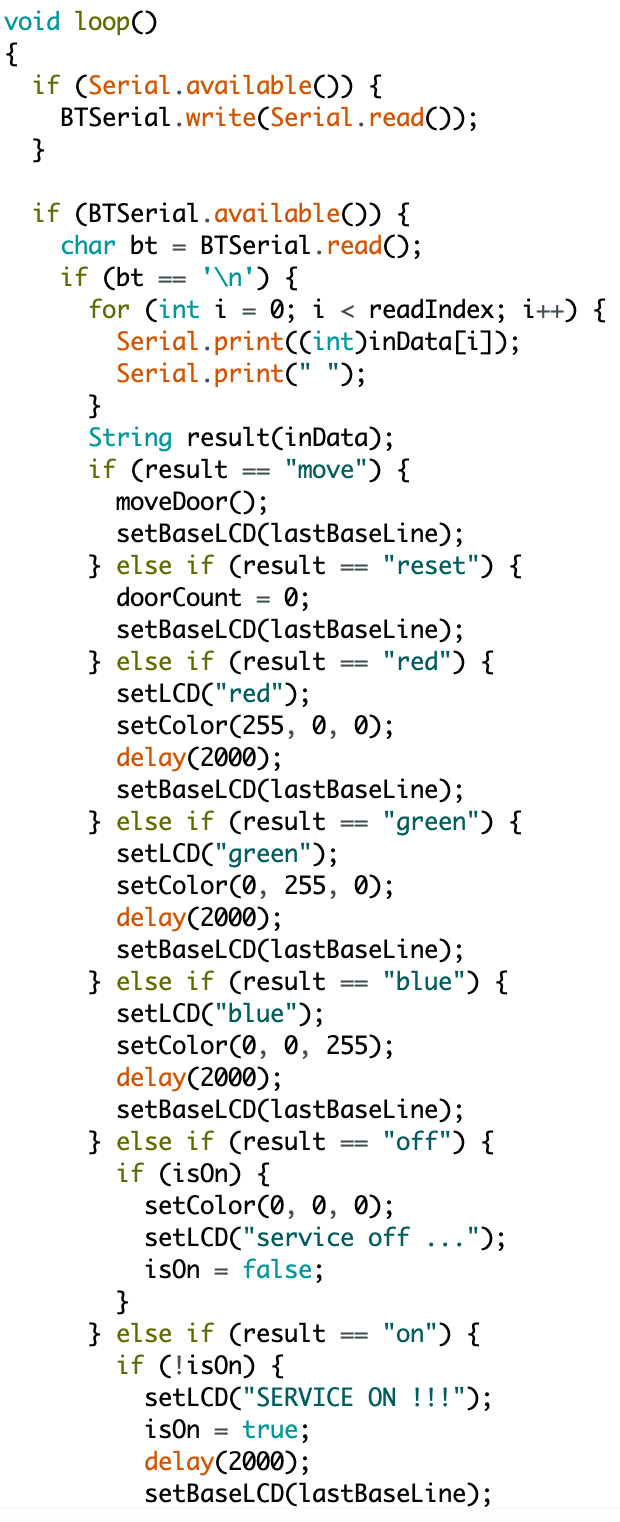 void loop()
{
  if (Serial.available()) {
    BTSerial.write(Serial.read());
  }

  if (BTSerial.available()) {
    char bt = BTSerial.read();
    if (bt == '\n') {
      for (int i = 0; i < readIndex; i++) {
        Serial.print((int)inData[i]);
        Serial.print(" ");
      }
      String result(inData);
      if (result == "move") {
        moveDoor();
        setBaseLCD(lastBaseLine);
      } else if (result == "reset") {
        doorCount = 0;
        setBaseLCD(lastBaseLine);
      } else if (result == "red") {
        setLCD("red");
        setColor(255, 0, 0);
        delay(2000);
        setBaseLCD(lastBaseLine);
      } else if (result == "green") {
        setLCD("green");
        setColor(0, 255, 0);
        delay(2000);
        setBaseLCD(lastBaseLine);
      } else if (result == "blue") {
        setLCD("blue");
        setColor(0, 0, 255);
        delay(2000);
        setBaseLCD(lastBaseLine);
      } else if (result == "off") {
        if (isOn) {
          setColor(0, 0, 0);
          setLCD("service off ...");
          isOn = false;
        }
      } else if (result == "on") {
        if (!isOn) {
          setLCD("SERVICE ON !!!");
          isOn = true;
          delay(2000);
          setBaseLCD(lastBaseLine);